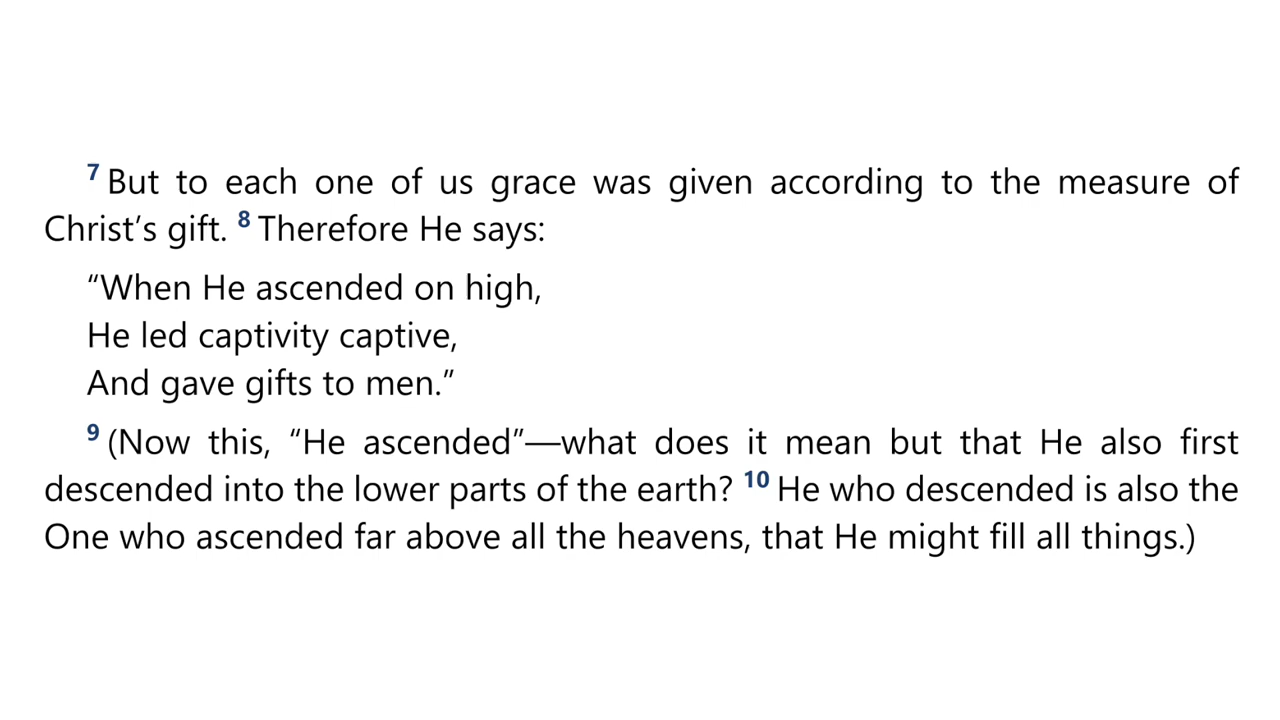 7 But to each one of us grace was given according to the measure of
Christ’s gift. 8 Therefore He says:
“When He ascended on high,
He led captivity captive,
And gave gifts to men.”
9 (Now this, “He ascended”—what does it mean but that He also first
descended into the lower parts of the earth? 10 He who descended is also the
One who ascended far above all the heavens, that He might fill all things.)